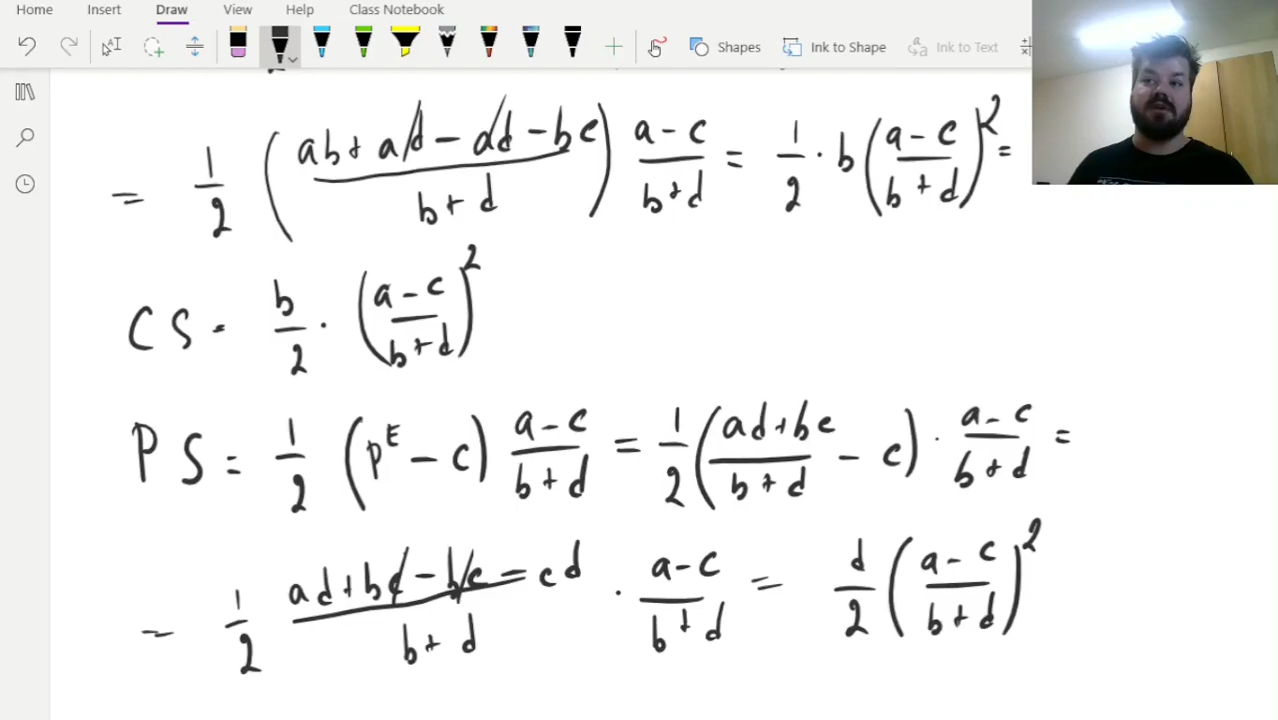 Home Insert Draw View Help Class Notebook
Shapes Ink to Shape Ink to Text
= 1/2 ((ab + ad - ad - bc)/(b + d)) (a - c)/(b + d) = 1/2 · b ((a - c)/(b + d))^2 =
CS = b/2 · ((a - c)/(b + d))^2
PS = 1/2 (p^E - c) (a - c)/(b + d) = 1/2 ((ad + bc)/(b + d) - c) · (a - c)/(b + d) =
= 1/2 (ad + bc - bc - cd)/(b + d) · (a - c)/(b + d) = d/2 ((a - c)/(b + d))^2